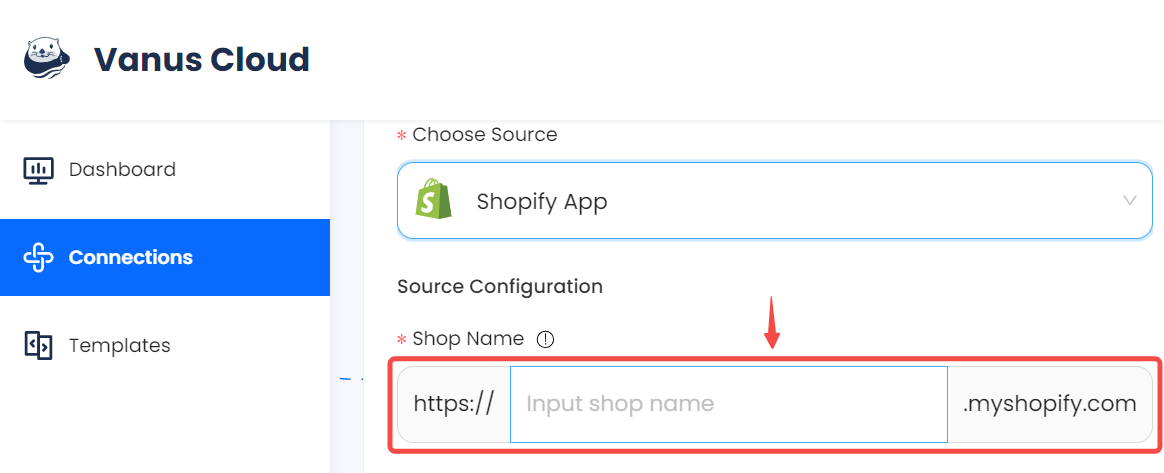 Vanus Cloud
Dashboard
Connections
Templates
* Choose Source
Shopify App
Source Configuration
* Shop Name
https:// Input shop name .myshopify.com